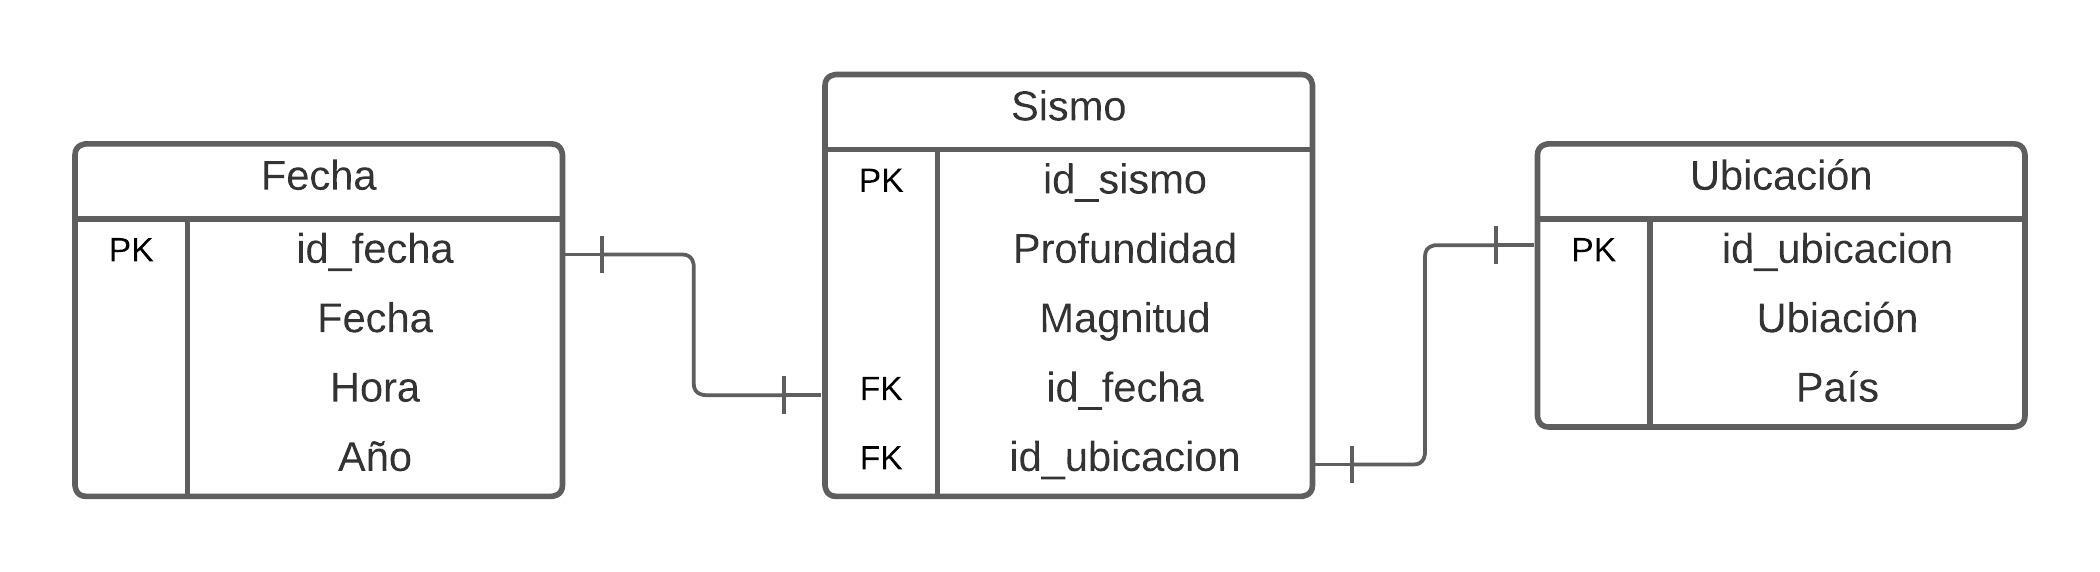 Fecha
PK id_fecha
Fecha
Hora
Año
Sismo
PK id_sismo
Profundidad
Magnitud
FK id_fecha
FK id_ubicacion
Ubicación
PK id_ubicacion
Ubiación
País